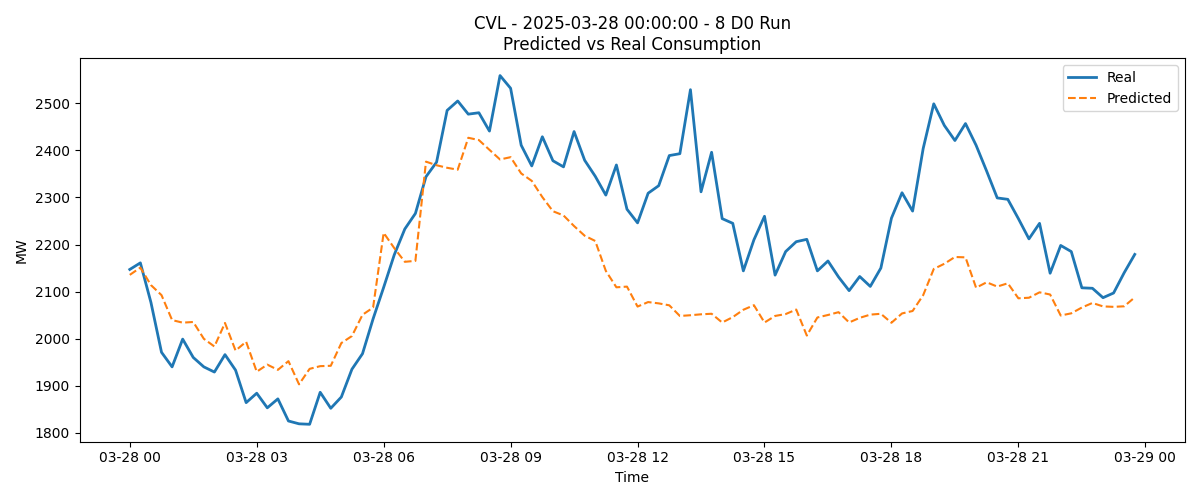 CVL - 2025-03-28 00:00:00 - 8 D0 Run
Predicted vs Real Consumption
Real
Predicted
MW
2500
2400
2300
2200
2100
2000
1900
1800
03-28 00
03-28 03
03-28 06
03-28 09
03-28 12
03-28 15
03-28 18
03-28 21
03-29 00
Time